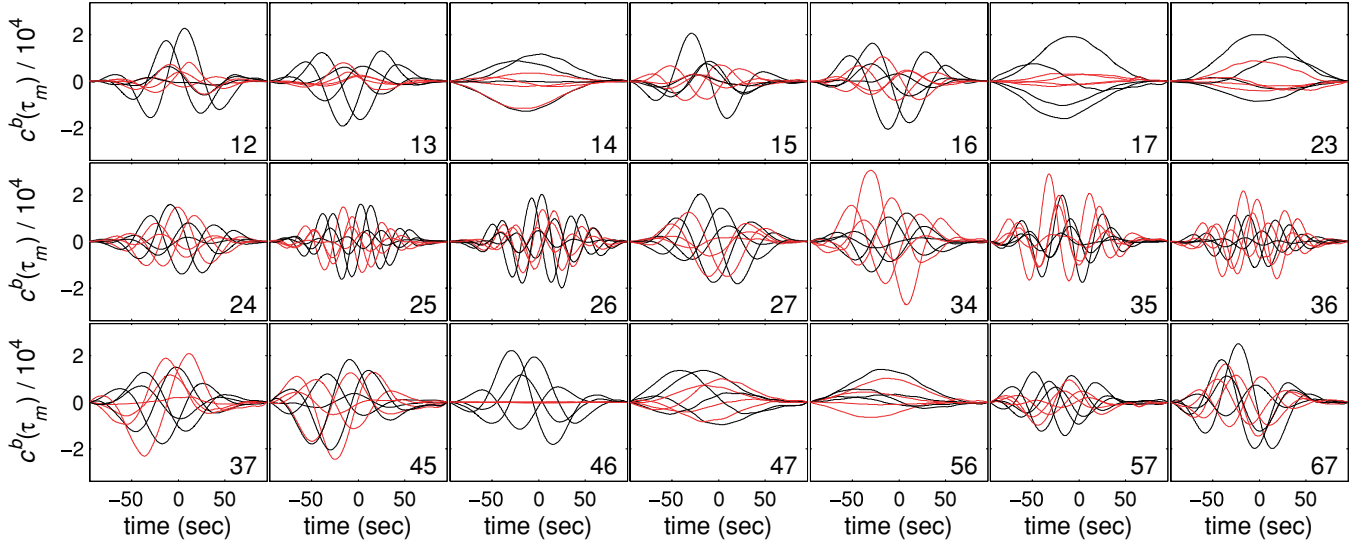 c^b(τ_m) / 10^4
2
0
−2
12 13 14 15 16 17 23
c^b(τ_m) / 10^4
2
0
−2
24 25 26 27 34 35 36
c^b(τ_m) / 10^4
2
0
−2
37 45 46 47 56 57 67
−50 0 50 −50 0 50 −50 0 50 −50 0 50 −50 0 50 −50 0 50 −50 0 50
time (sec) time (sec) time (sec) time (sec) time (sec) time (sec) time (sec)